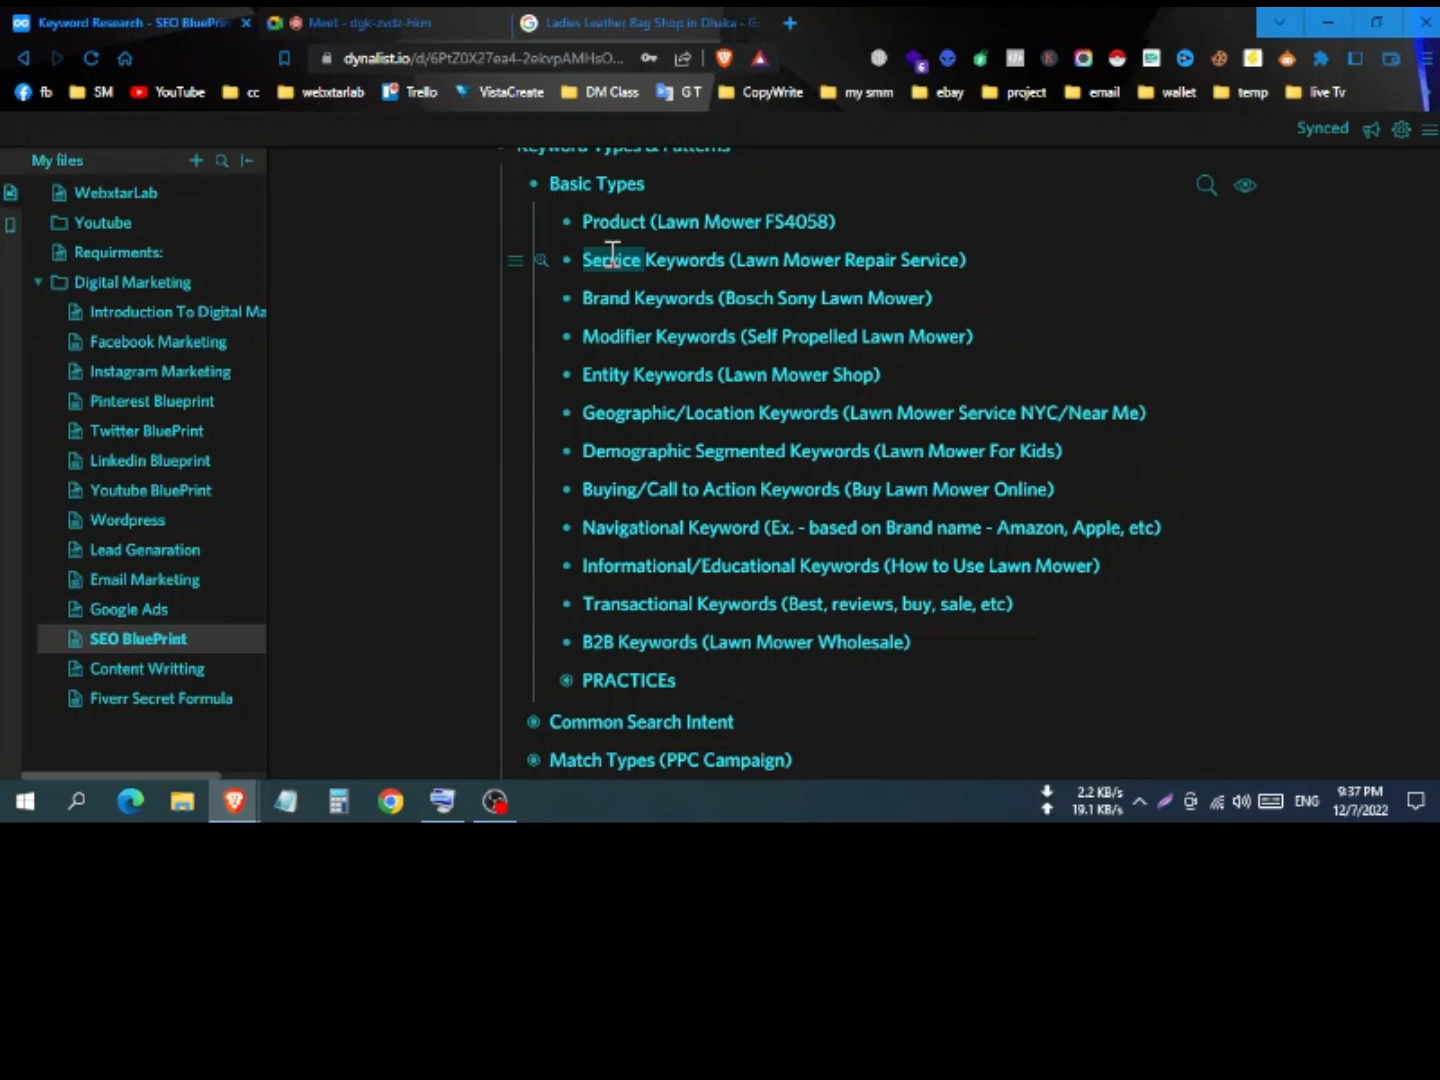 Keyword Research - SEO BluePrin
Meet - dgk-zvdz-hkm
Ladies Leather Bag Shop in Dhaka - G
dynalist.io/d/6PtZ0X27ea4-2ekvpAMHsO...
fb
SM
YouTube
cc
webxtarlab
Trello
VistaCreate
DM Class
G T
CopyWrite
my smm
ebay
project
email
wallet
temp
live Tv
Synced
My files
WebxtarLab
Youtube
Requirments:
Digital Marketing
Introduction To Digital Ma
Facebook Marketing
Instagram Marketing
Pinterest Blueprint
Twitter BluePrint
Linkedin Blueprint
Youtube BluePrint
Wordpress
Lead Genaration
Email Marketing
Google Ads
SEO BluePrint
Content Writting
Fiverr Secret Formula
Keyword Types & Patterns
Basic Types
Product (Lawn Mower FS4058)
Service Keywords (Lawn Mower Repair Service)
Brand Keywords (Bosch Sony Lawn Mower)
Modifier Keywords (Self Propelled Lawn Mower)
Entity Keywords (Lawn Mower Shop)
Geographic/Location Keywords (Lawn Mower Service NYC/Near Me)
Demographic Segmented Keywords (Lawn Mower For Kids)
Buying/Call to Action Keywords (Buy Lawn Mower Online)
Navigational Keyword (Ex. - based on Brand name - Amazon, Apple, etc)
Informational/Educational Keywords (How to Use Lawn Mower)
Transactional Keywords (Best, reviews, buy, sale, etc)
B2B Keywords (Lawn Mower Wholesale)
PRACTICEs
Common Search Intent
Match Types (PPC Campaign)
2.2 KB/s
19.1 KB/s
ENG
9:37 PM
12/7/2022